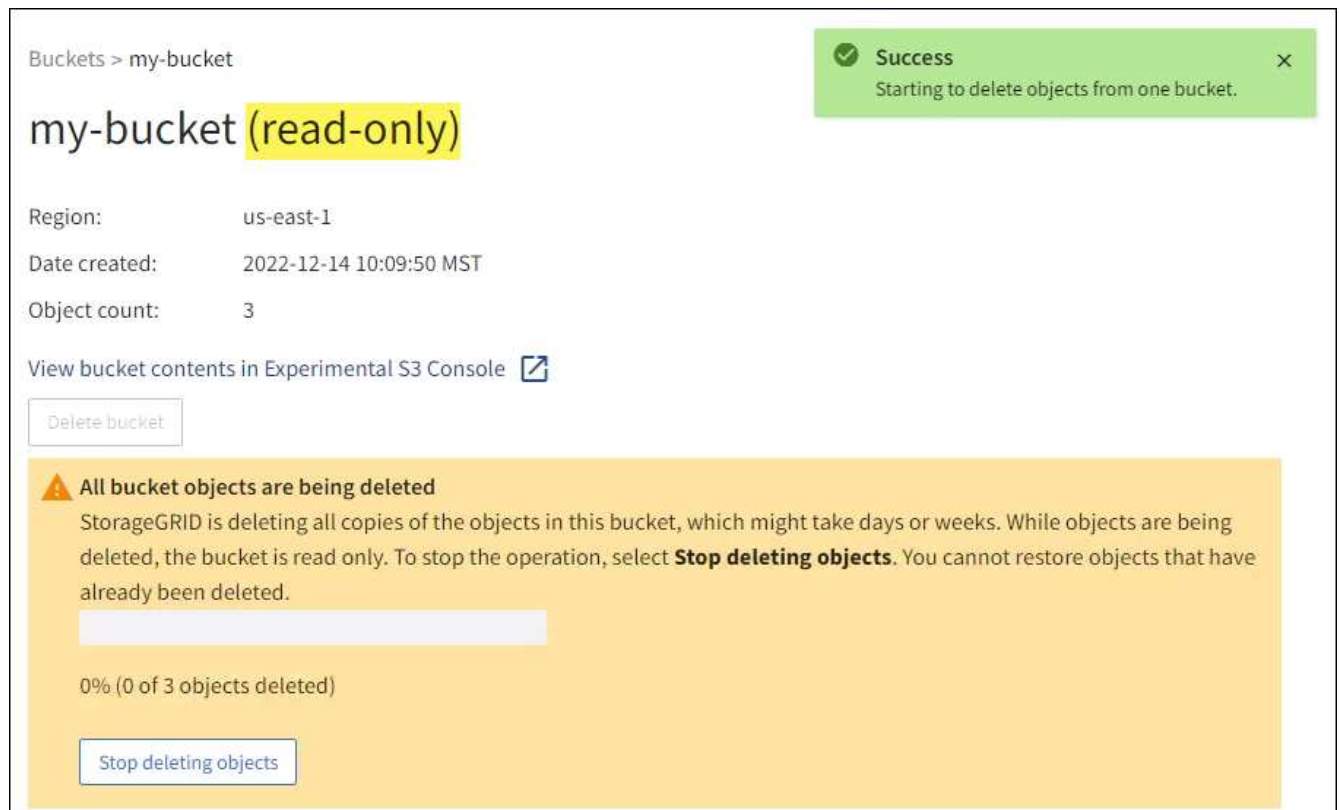 Buckets > my-bucket
Success
Starting to delete objects from one bucket.
my-bucket (read-only)
Region: us-east-1
Date created: 2022-12-14 10:09:50 MST
Object count: 3
View bucket contents in Experimental S3 Console
Delete bucket
All bucket objects are being deleted
StorageGRID is deleting all copies of the objects in this bucket, which might take days or weeks. While objects are being
deleted, the bucket is read only. To stop the operation, select Stop deleting objects. You cannot restore objects that have
already been deleted.
0% (0 of 3 objects deleted)
Stop deleting objects